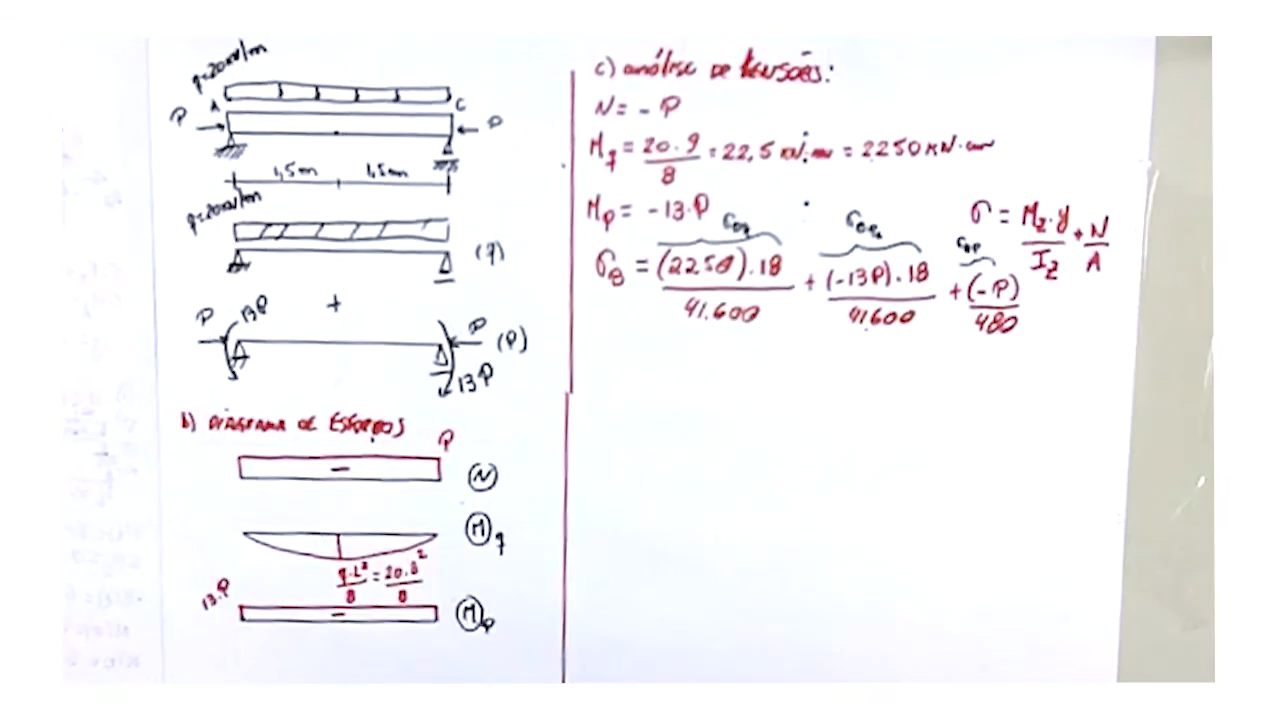 q=20kN/m
A
C
P
P
1,5m 1,5m
q=20kN/m
(q)
+
P 13P
P
(P)
13P
b) DIAGRAMA DE ESFORÇOS
P
-
N
M q
q.L²/8 = 20.3²/8
13.P
-
M P
c) análise de tensões:
N = - P
Mq = 20.9/8 = 22,5 kN.m = 2250 kN.cm
MP = -13.P
σ = Mz.y/Iz + N/A
σB = (2250).18/41.600 + (-13P).18/41600 + (-P)/480